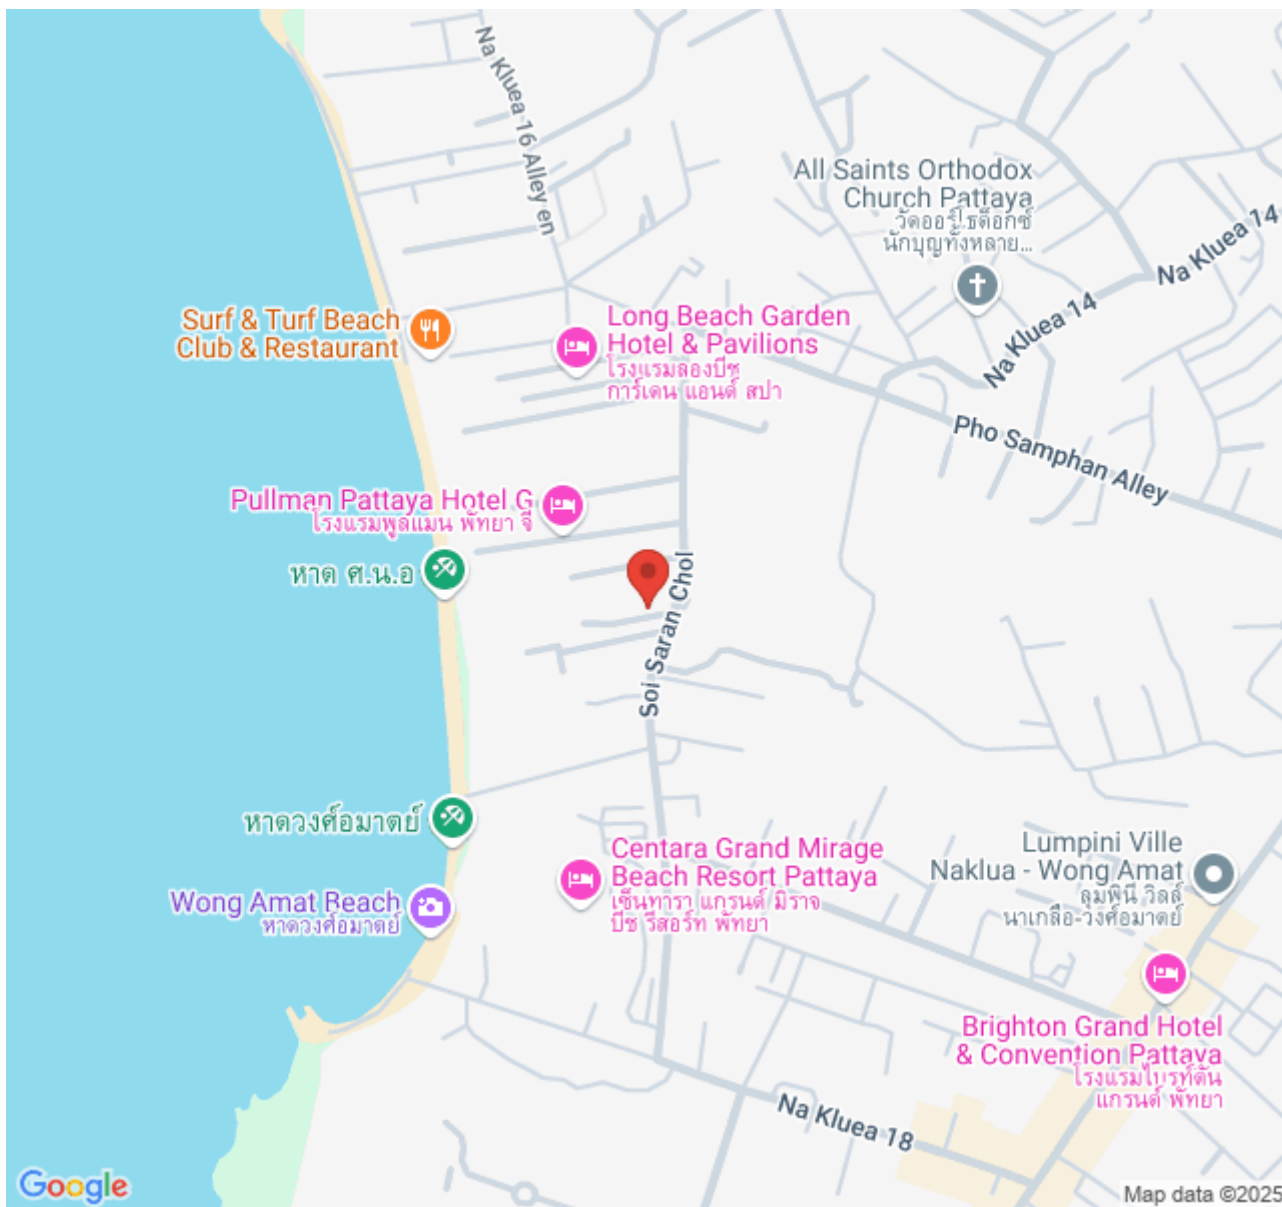 Na Kluea 16 Alley en
All Saints Orthodox
Church Pattaya
วัดออร์โธด็อกซ์
นักบุญทั้งหลาย...
Na Kluea 14
Na Kluea 14
Surf & Turf Beach
Club & Restaurant
Long Beach Garden
Hotel & Pavilions
โรงแรมลองบีช
การ์เดน แอนด์ สปา
Pho Samphan Alley
Pullman Pattaya Hotel G
โรงแรมพูลแมน พัทยา จี
หาด ศ.น.อ
Soi Saran Chol
หาดวงศ์อมาตย์
Centara Grand Mirage
Beach Resort Pattaya
เซ็นทารา แกรนด์ มิราจ
บีช รีสอร์ท พัทยา
Lumpini Ville
Naklua - Wong Amat
ลุมพินี วิลล์
นาเกลือ-วงศ์อมาตย์
Wong Amat Beach
หาดวงศ์อมาตย์
Brighton Grand Hotel
& Convention Pattaya
โรงแรมไบรท์ตัน
แกรนด์ พัทยา
Na Kluea 18
Google
Map data ©2025